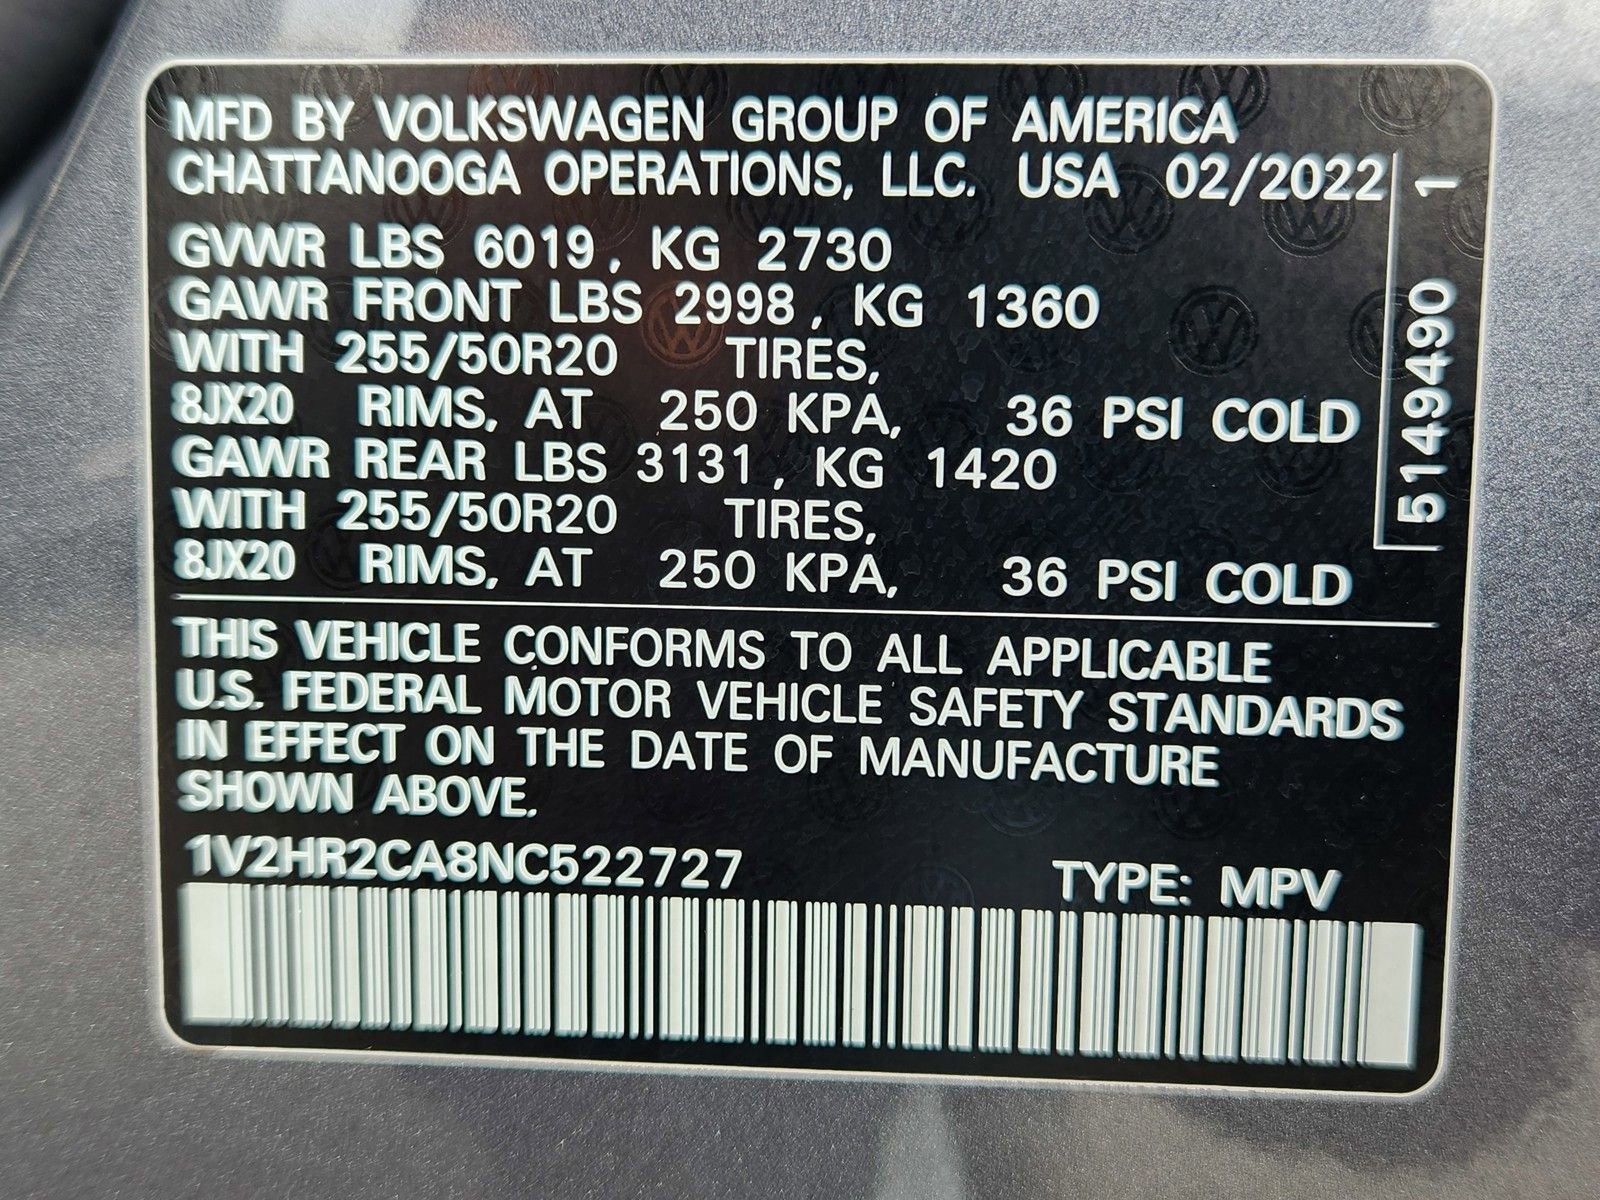 MFD BY VOLKSWAGEN GROUP OF AMERICA
CHATTANOOGA OPERATIONS, LLC. USA 02/2022
GVWR LBS 6019, KG 2730
GAWR FRONT LBS 2998, KG 1360
WITH 255/50R20 TIRES,
8JX20 RIMS, AT 250 KPA, 36 PSI COLD
GAWR REAR LBS 3131, KG 1420
WITH 255/50R20 TIRES,
8JX20 RIMS, AT 250 KPA, 36 PSI COLD
5149490 1
THIS VEHICLE CONFORMS TO ALL APPLICABLE
U.S. FEDERAL MOTOR VEHICLE SAFETY STANDARDS
IN EFFECT ON THE DATE OF MANUFACTURE
SHOWN ABOVE.
1V2HR2CA8NC522727 TYPE: MPV